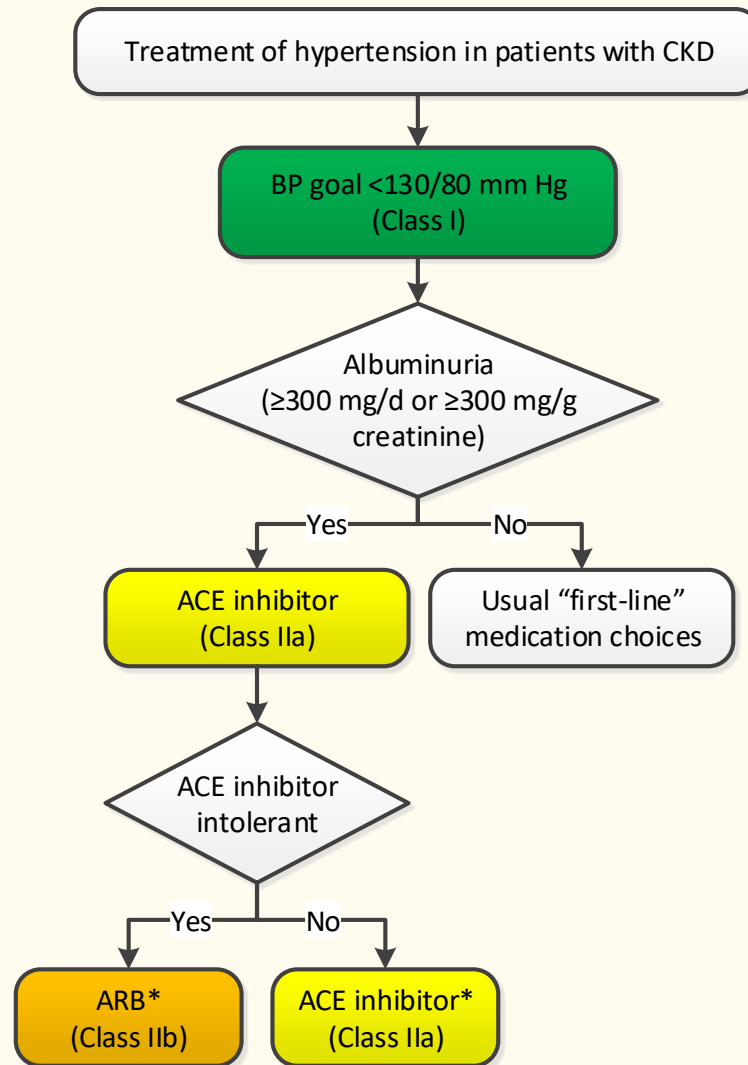 Treatment of hypertension in patients with CKD
BP goal <130/80 mm Hg
(Class I)
Albuminuria
(≥300 mg/d or ≥300 mg/g
creatinine)
Yes
No
ACE inhibitor
(Class IIa)
Usual “first-line”
medication choices
ACE inhibitor
intolerant
Yes
No
ARB*
(Class IIb)
ACE inhibitor*
(Class IIa)